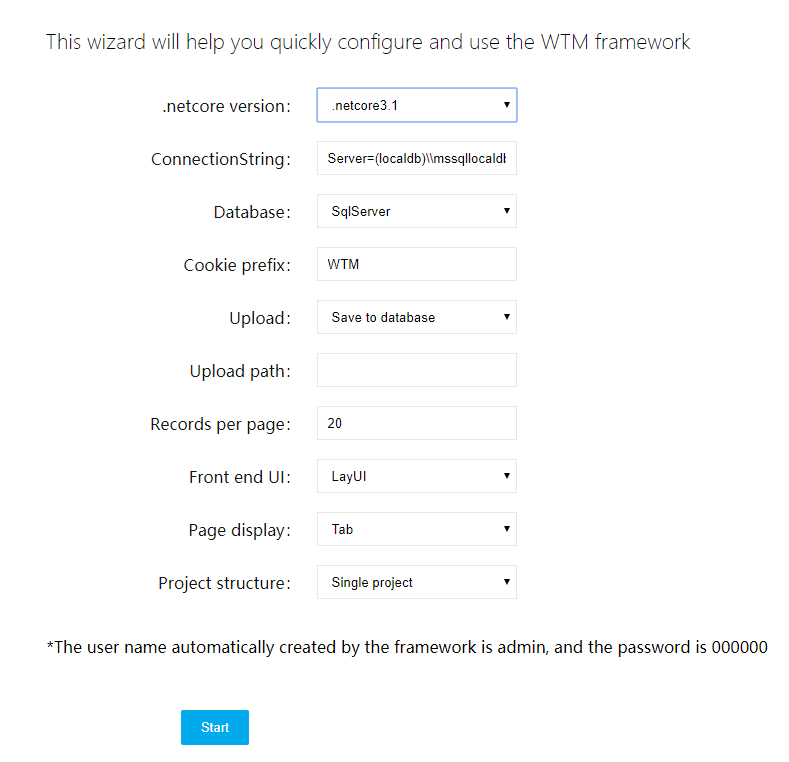 This wizard will help you quickly configure and use the WTM framework
.netcore version: .netcore3.1
ConnectionString: Server=(localdb)\\mssqllocaldb
Database: SqlServer
Cookie prefix: WTM
Upload: Save to database
Upload path:
Records per page: 20
Front end UI: LayUI
Page display: Tab
Project structure: Single project
*The user name automatically created by the framework is admin, and the password is 000000
Start